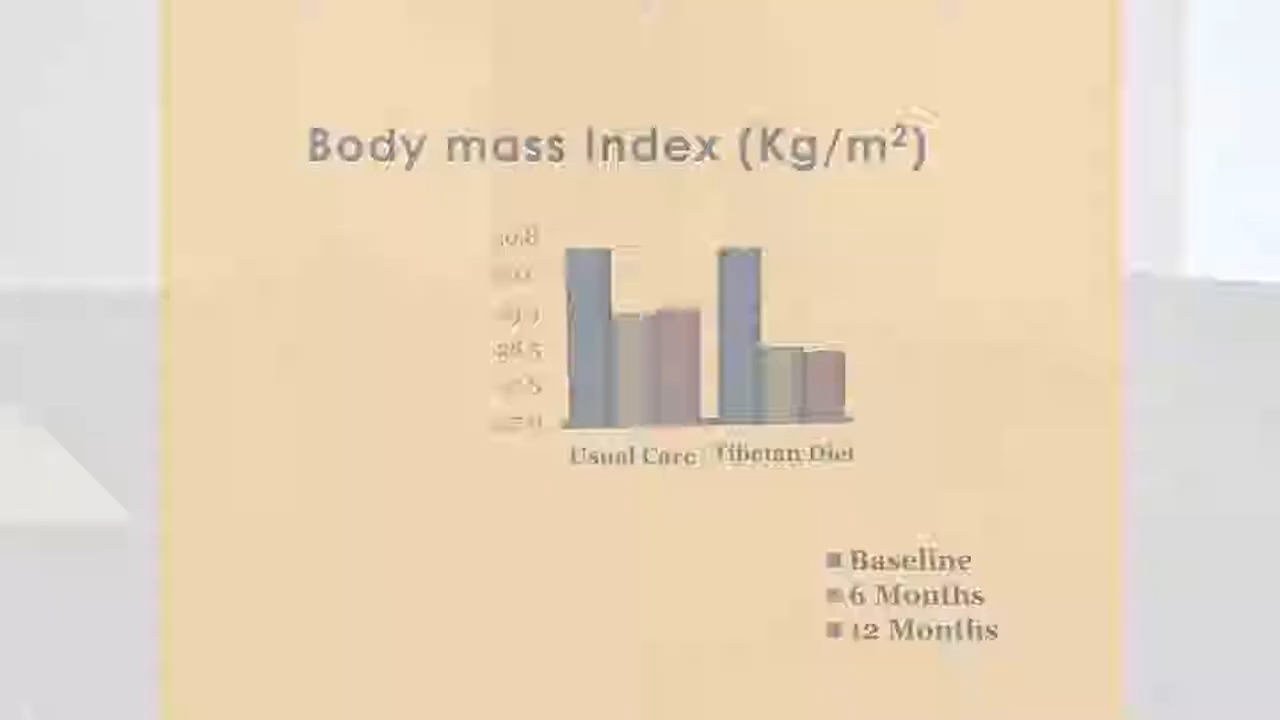 Body mass Index (Kg/m²)
Usual Care Tibetan Diet
Baseline
6 Months
12 Months